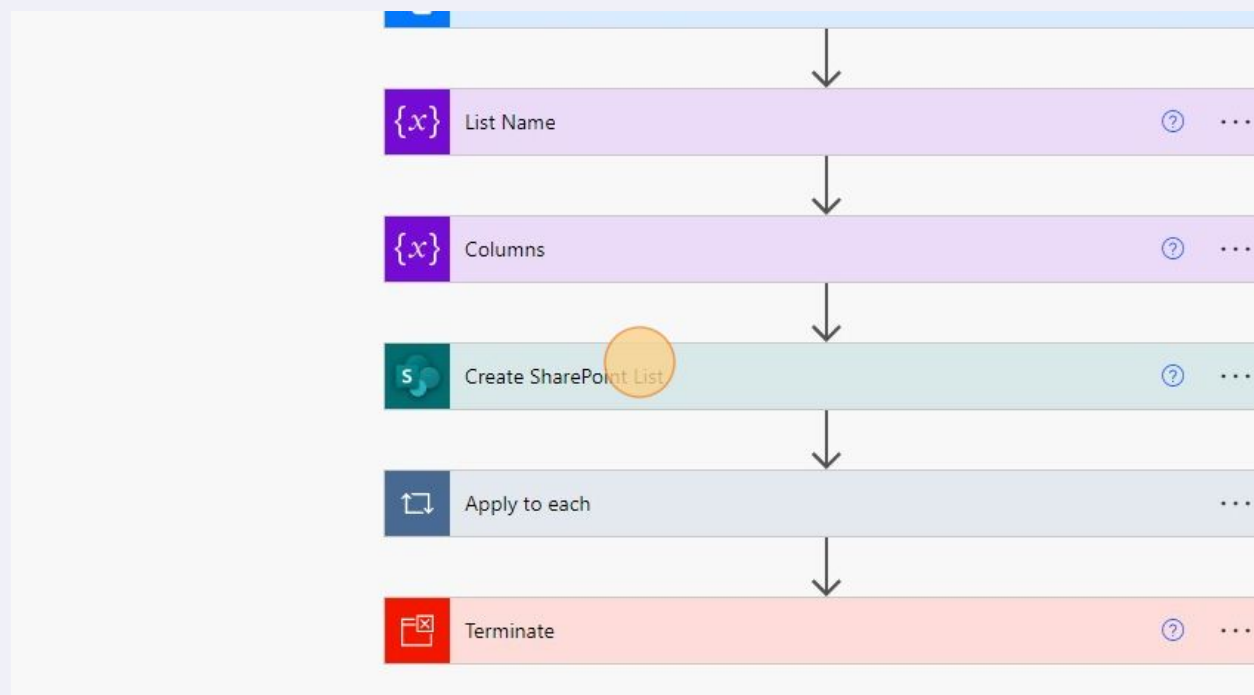 {x} List Name ? ...
{x} Columns ? ...
S Create SharePoint List ? ...
Apply to each ...
Terminate ? ...